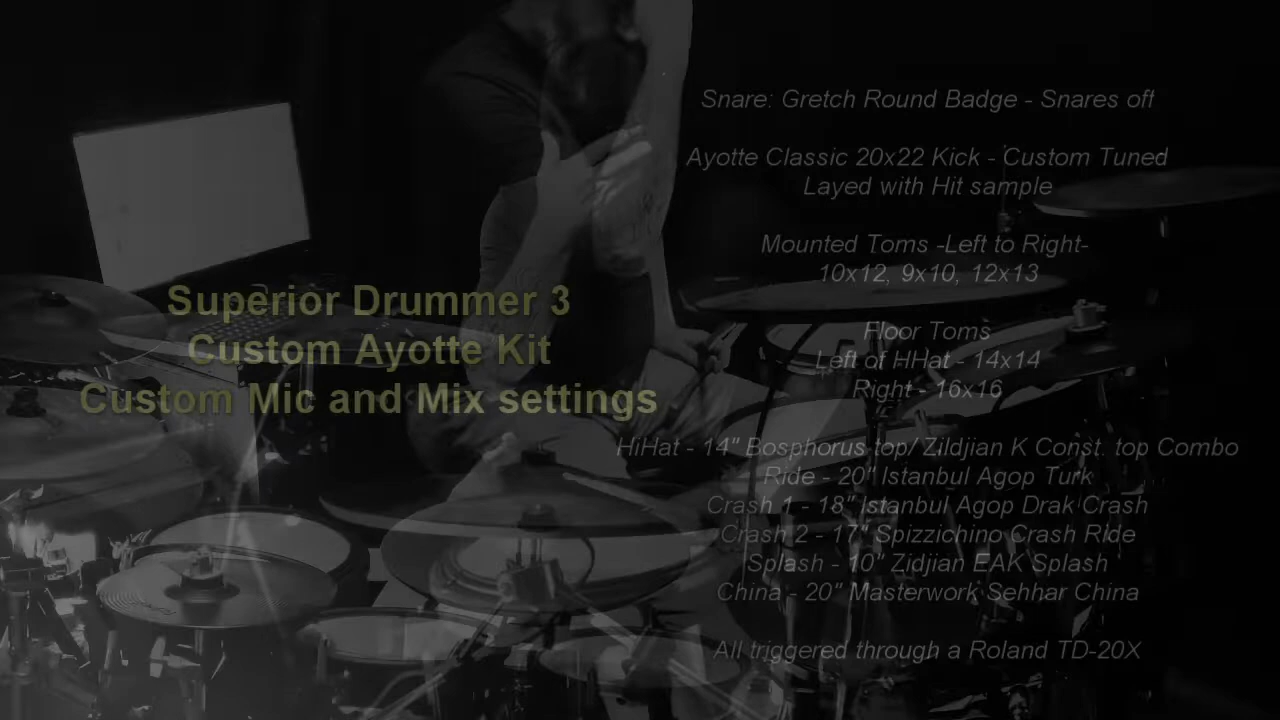 Superior Drummer 3
Custom Ayotte Kit
Custom Mic and Mix settings
Snare: Gretch Round Badge - Snares off
Ayotte Classic 20x22 Kick - Custom Tuned
Layed with Hit sample
Mounted Toms -Left to Right-
10x12, 9x10, 12x13
Floor Toms
Left of HHat - 14x14
Right - 16x16
HiHat - 14" Bosphorus top/ Zildjian K Const. top Combo
Ride - 20" Istanbul Agop Turk
Crash 1 - 18" Istanbul Agop Drak Crash
Crash 2 - 17" Spizzichino Crash RIde
Splash - 10" Zidjian EAK Splash
China - 20" Masterwork Sehhar China
All triggered through a Roland TD-20X